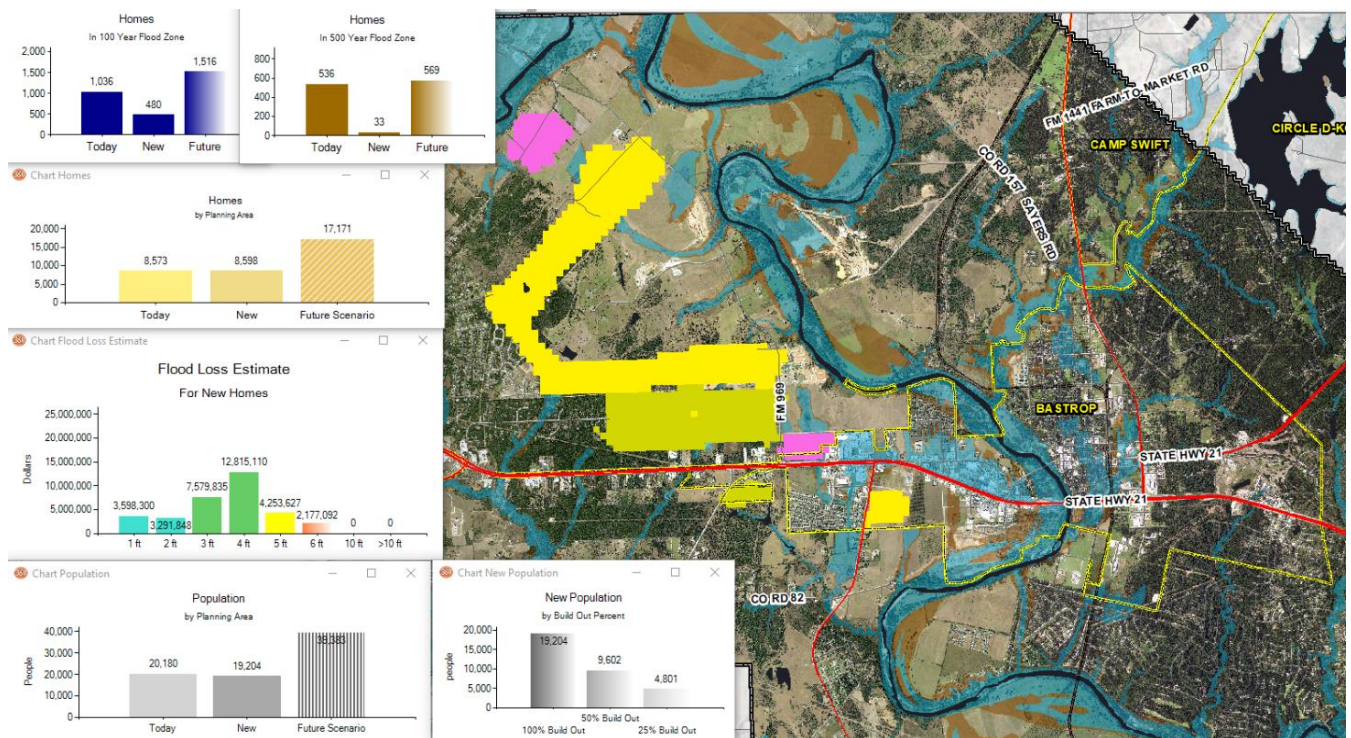 Homes
In 100 Year Flood Zone
2,000
1,500
1,000
500
0
1,036
480
1,516
Today New Future
Homes
In 500 Year Flood Zone
800
600
400
200
0
536
33
569
Today New Future
Chart Homes
Homes
by Planning Area
20,000
15,000
10,000
5,000
0
8,573
8,598
17,171
Today New Future Scenario
Chart Flood Loss Estimate
Flood Loss Estimate
For New Homes
Dollars
25,000,000
20,000,000
15,000,000
10,000,000
5,000,000
0
3,598,300
3,291,848
7,579,835
12,815,110
4,253,627
2,177,092
0
0
1 ft 2 ft 3 ft 4 ft 5 ft 6 ft 10 ft >10 ft
Chart Population
Population
by Planning Area
People
40,000
30,000
20,000
10,000
0
20,180
19,204
39,383
Today New Future Scenario
Chart New Population
New Population
by Build Out Percent
people
20,000
15,000
10,000
5,000
0
19,204
9,602
4,801
50% Build Out
100% Build Out 25% Build Out
FM 1441 FARM-TO-MARKET RD
CAMP SWIFT
CIRCLE D-KC
CO RD 157 SAYERS RD
FM 969
BASTROP
STATE HWY 21
STATE HWY 21
CO RD 82